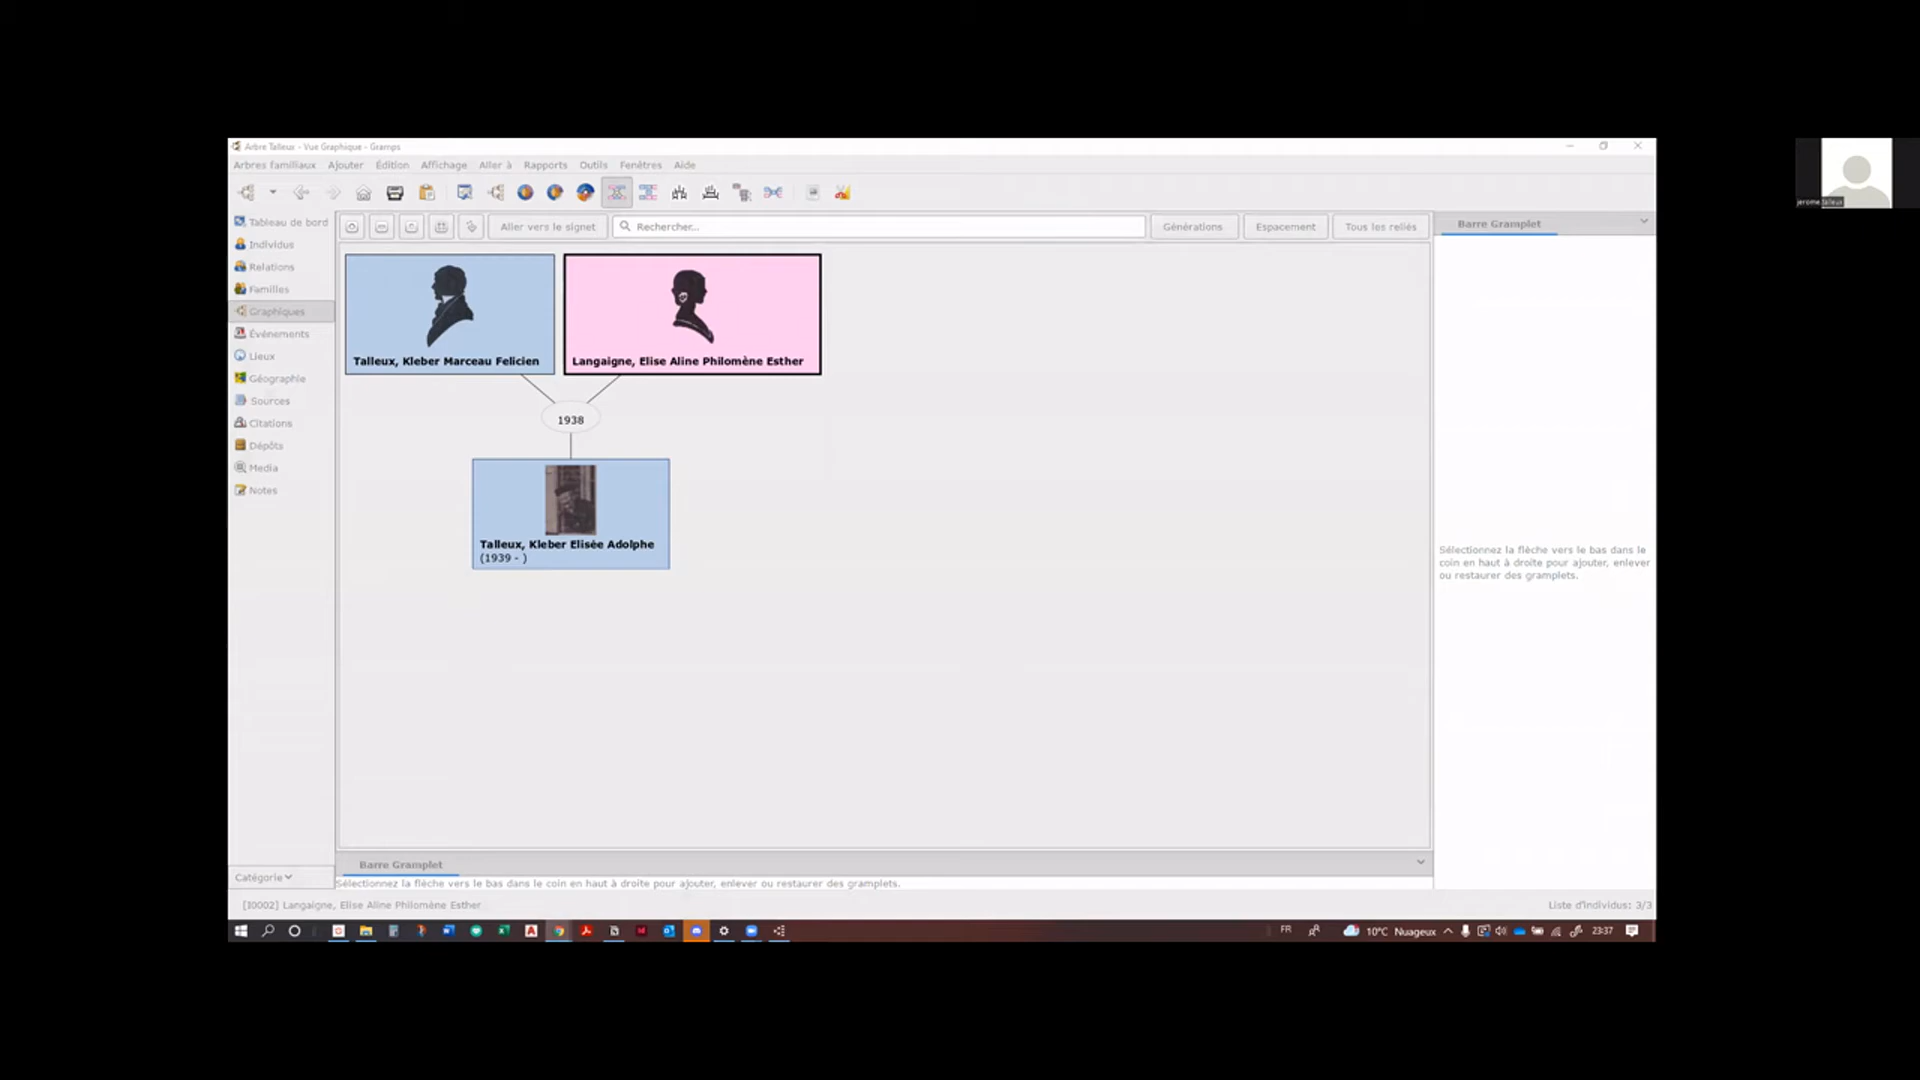 Arbre Talleux - Vue Graphique - Gramps
Arbres familiaux Ajouter Édition Affichage Aller à Rapports Outils Fenêtres Aide
Tableau de bord
Individus
Relations
Familles
Graphiques
Événements
Lieux
Géographie
Sources
Citations
Dépôts
Media
Notes
Catégorie
Aller vers le signet
Rechercher...
Générations
Espacement
Tous les reliés
Talleux, Kleber Marceau Felicien
Langaigne, Elise Aline Philomène Esther
1938
Talleux, Kleber Elisée Adolphe
(1939 - )
Barre Gramplet
Sélectionnez la flèche vers le bas dans le
coin en haut à droite pour ajouter, enlever
ou restaurer des gramplets.
Barre Gramplet
Sélectionnez la flèche vers le bas dans le coin en haut à droite pour ajouter, enlever ou restaurer des gramplets.
[I0002] Langaigne, Elise Aline Philomène Esther
Liste d'individus: 3/3
FR
10°C Nuageux
23:37
jerome talleux